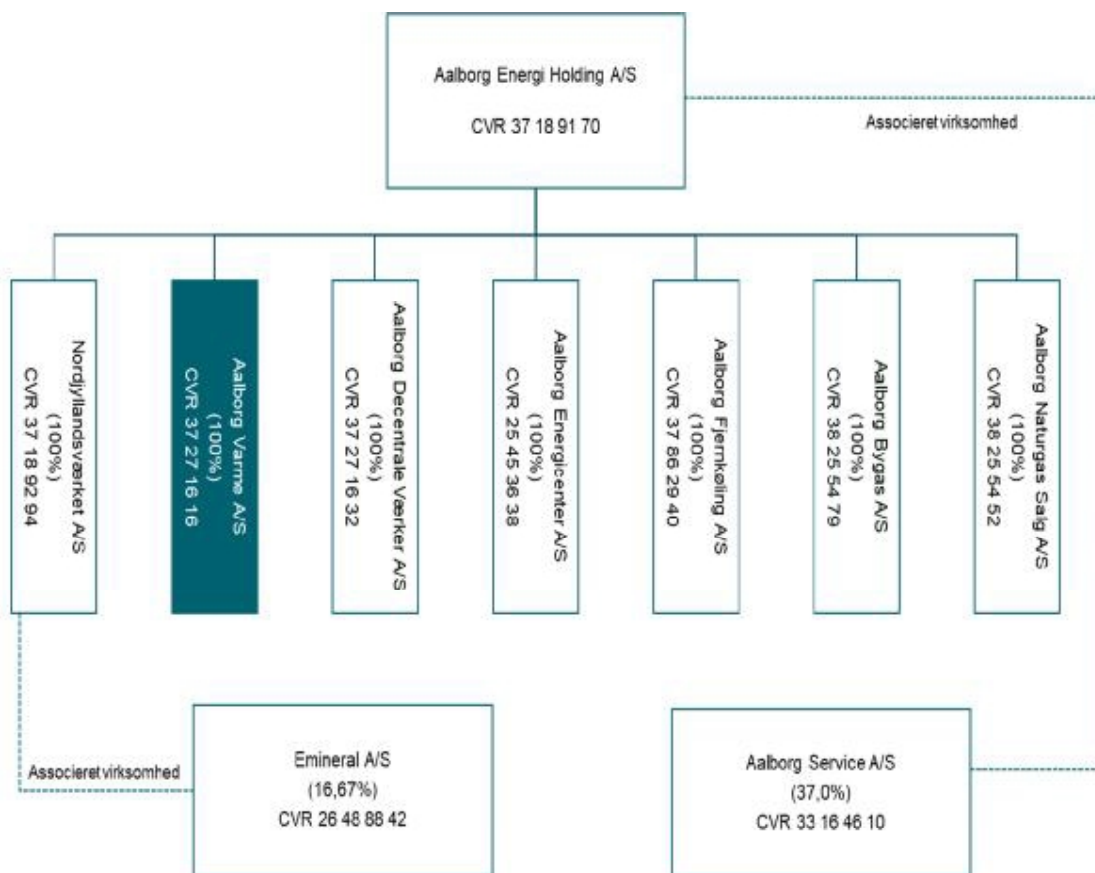 Aalborg Energi Holding A/S
CVR 37 18 91 70
Associeret virksomhed
Nordjyllandsværket A/S
(100%)
CVR 37 18 92 94
Aalborg Varme A/S
(100%)
CVR 37 27 16 16
Aalborg Decentrale Værker A/S
(100%)
CVR 37 27 16 32
Aalborg Energicenter A/S
(100%)
CVR 25 45 36 38
Aalborg Fjernkøling A/S
(100%)
CVR 37 86 29 40
Aalborg Bygas A/S
(100%)
CVR 38 25 54 79
Aalborg Naturgas Salg A/S
(100%)
CVR 38 25 54 52
Associeret virksomhed
Emineral A/S
(16,67%)
CVR 26 48 88 42
Aalborg Service A/S
(37,0%)
CVR 33 16 46 10